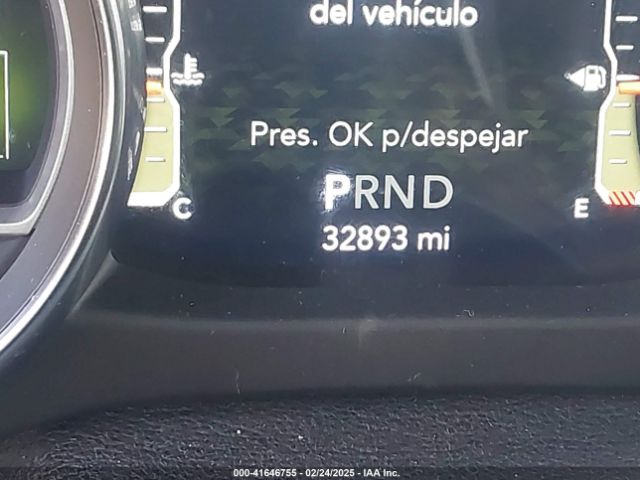 del vehículo
Pres. OK p/despejar
PRND
C E
32893 mi
000-41646755 - 02/24/2025 - IAA Inc.